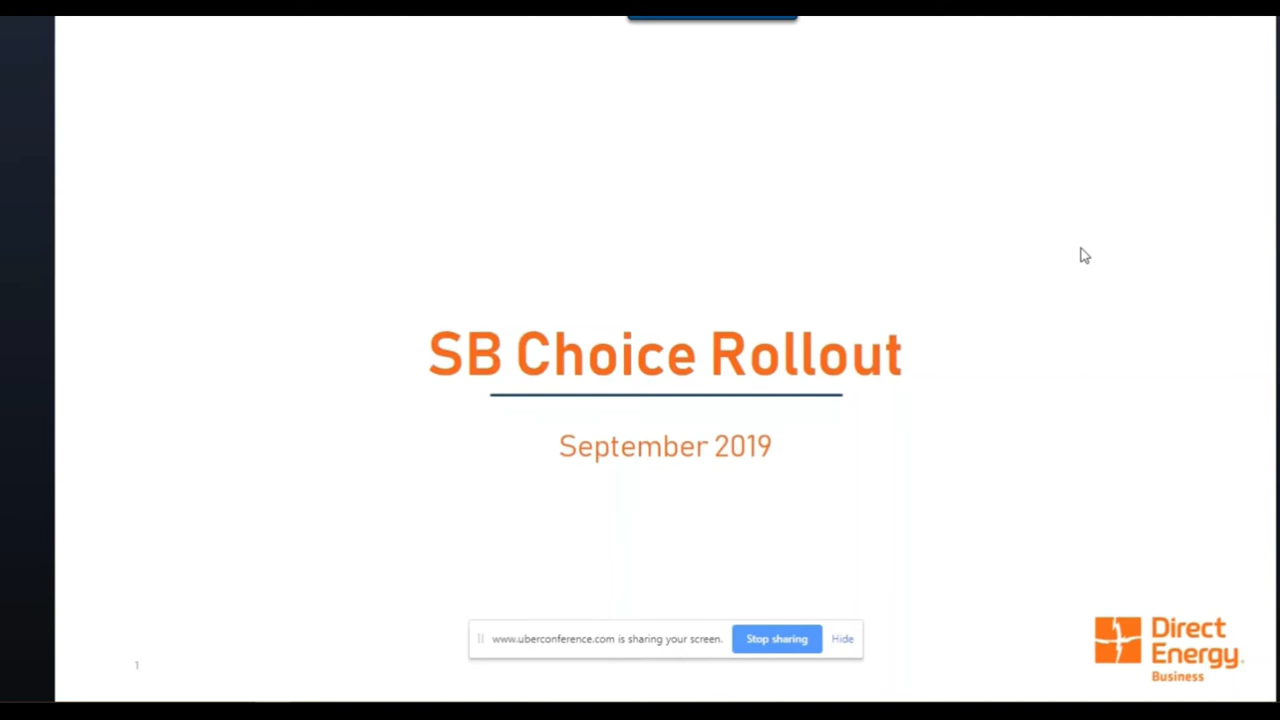 SB Choice Rollout
September 2019
www.uberconference.com is sharing your screen. Stop sharing Hide
Direct
Energy.
Business
1